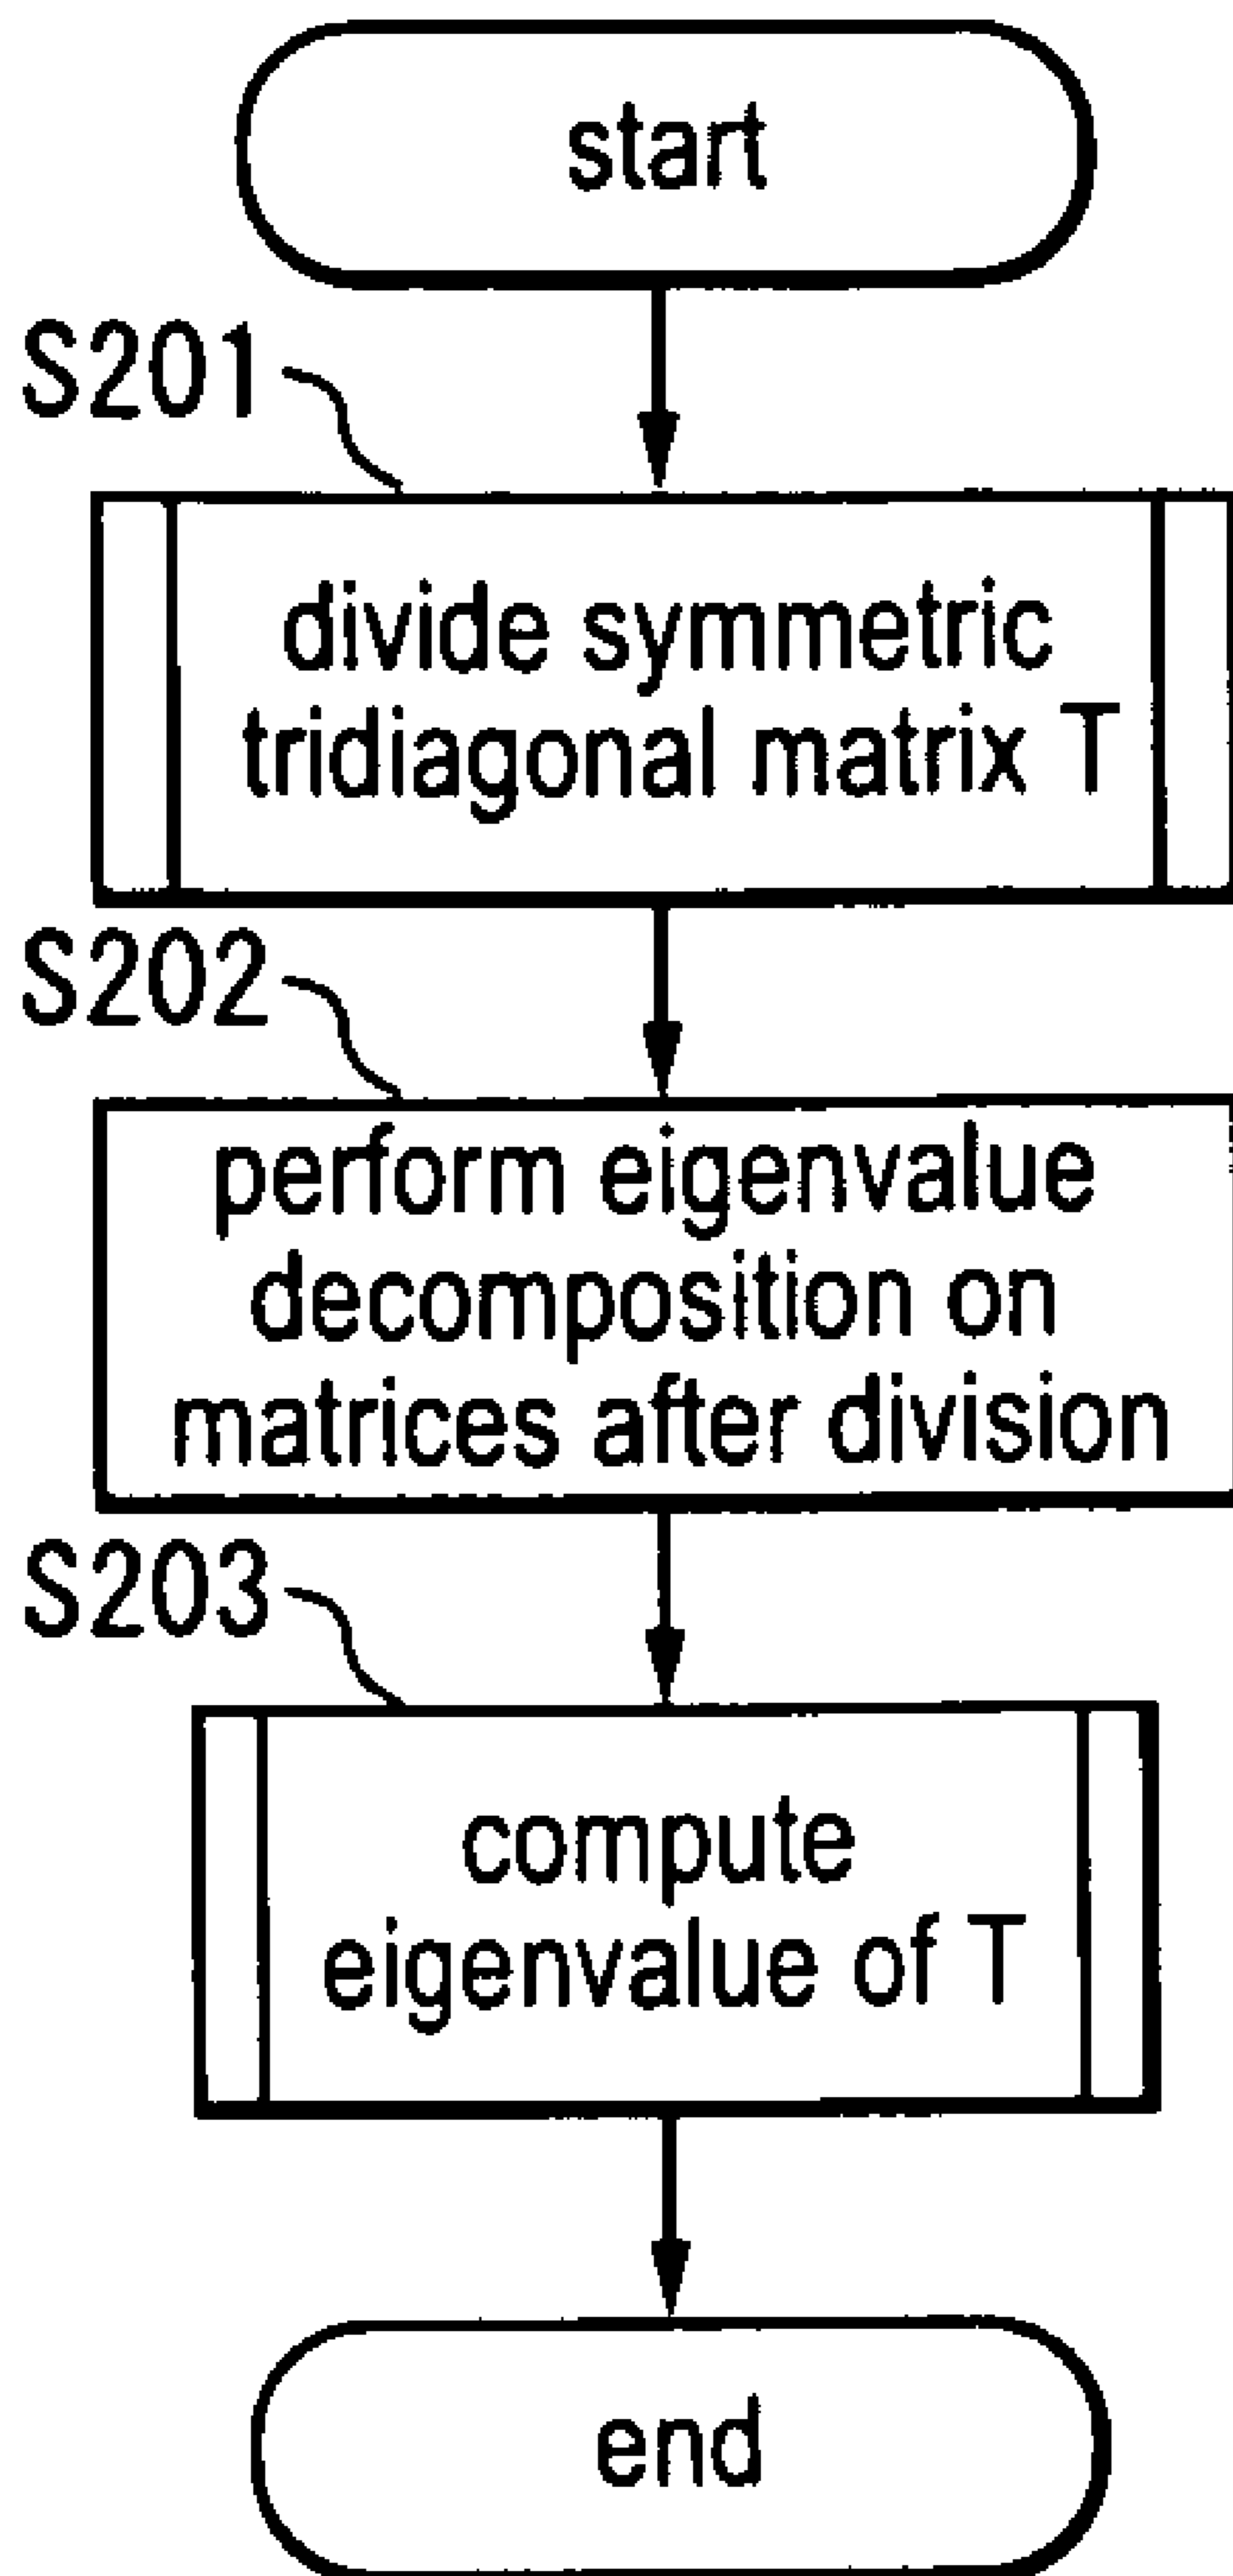 start
S201
divide symmetric
tridiagonal matrix T
S202
perform eigenvalue
decomposition on
matrices after division
S203
compute
eigenvalue of T
end